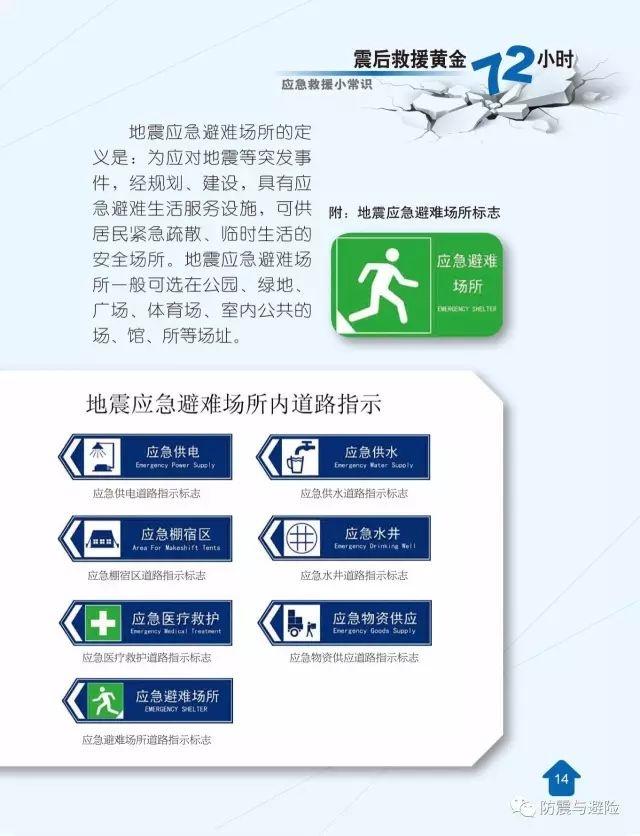 震后救援黄金72小时
应急救援小常识
地震应急避难场所的定
义是：为应对地震等突发事
件，经规划、建设，具有应
急避难生活服务设施，可供
居民紧急疏散、临时生活的
安全场所。地震应急避难场
所一般可选在公园、绿地、
广场、体育场、室内公共的
场、馆、所等场址。
附：地震应急避难场所标志
应急避难
场所
EMERGENCY SHELTER
地震应急避难场所内道路指示
应急供电
Emergency Power Supply
应急供电道路指示标志
应急供水
Emergency Water Supply
应急供水道路指示标志
应急棚宿区
Area For Makeshift Tents
应急棚宿区道路指示标志
应急水井
Emergency Drinking Well
应急水井道路指示标志
应急医疗救护
Emergency Medical Treatment
应急医疗救护道路指示标志
应急物资供应
Emergency Goods Supply
应急物资供应道路指示标志
应急避难场所
EMERGENCY SHELTER
应急避难场所道路指示标志
14
防震与避险